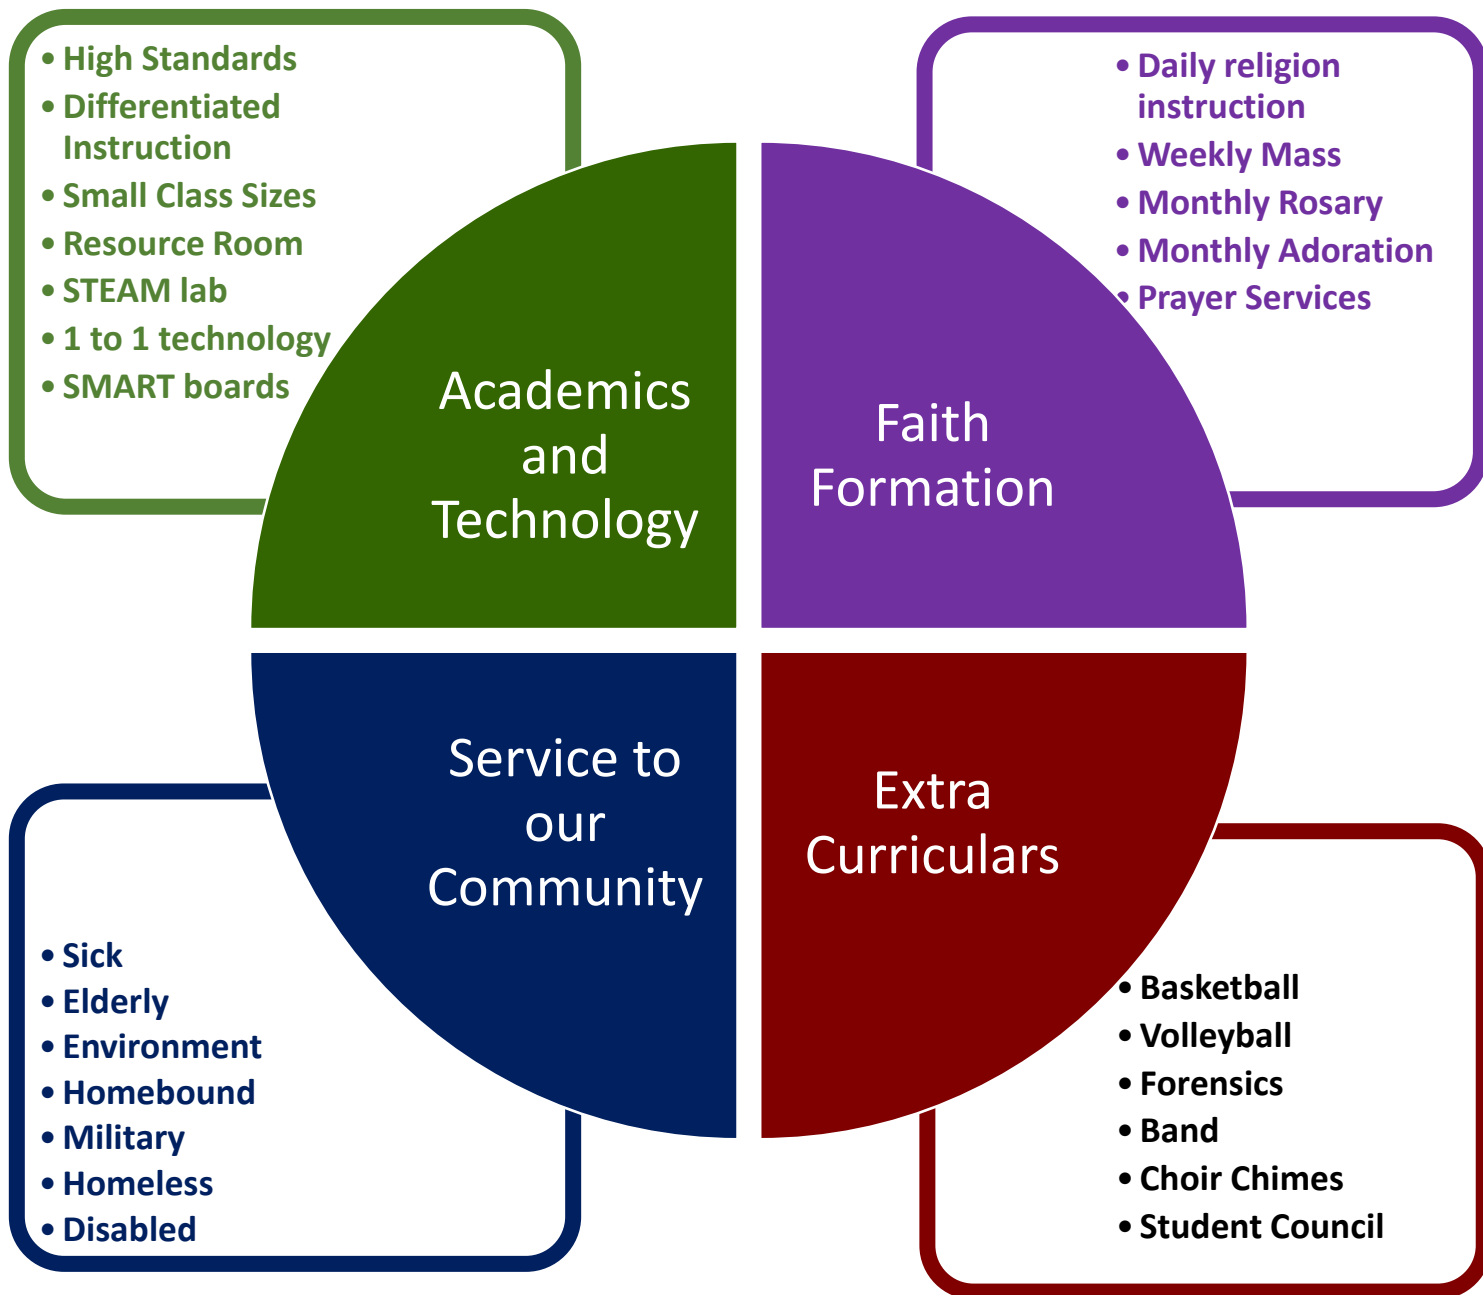 • High Standards
• Differentiated
Instruction
• Small Class Sizes
• Resource Room
• STEAM lab
• 1 to 1 technology
• SMART boards
Academics
and
Technology
• Daily religion
instruction
• Weekly Mass
• Monthly Rosary
• Monthly Adoration
• Prayer Services
Faith
Formation
Service to
our
Community
• Sick
• Elderly
• Environment
• Homebound
• Military
• Homeless
• Disabled
Extra
Curriculars
• Basketball
• Volleyball
• Forensics
• Band
• Choir Chimes
• Student Council